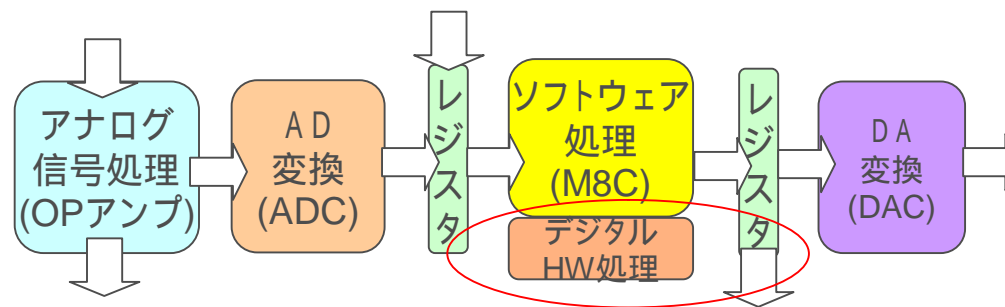 アナログ
信号処理
(OPアンプ)
ＡＤ
変換
(ADC)
レジスタ
ソフトウェア
処理
(M8C)
デジタル
HW処理
レジスタ
ＤＡ
変換
(DAC)